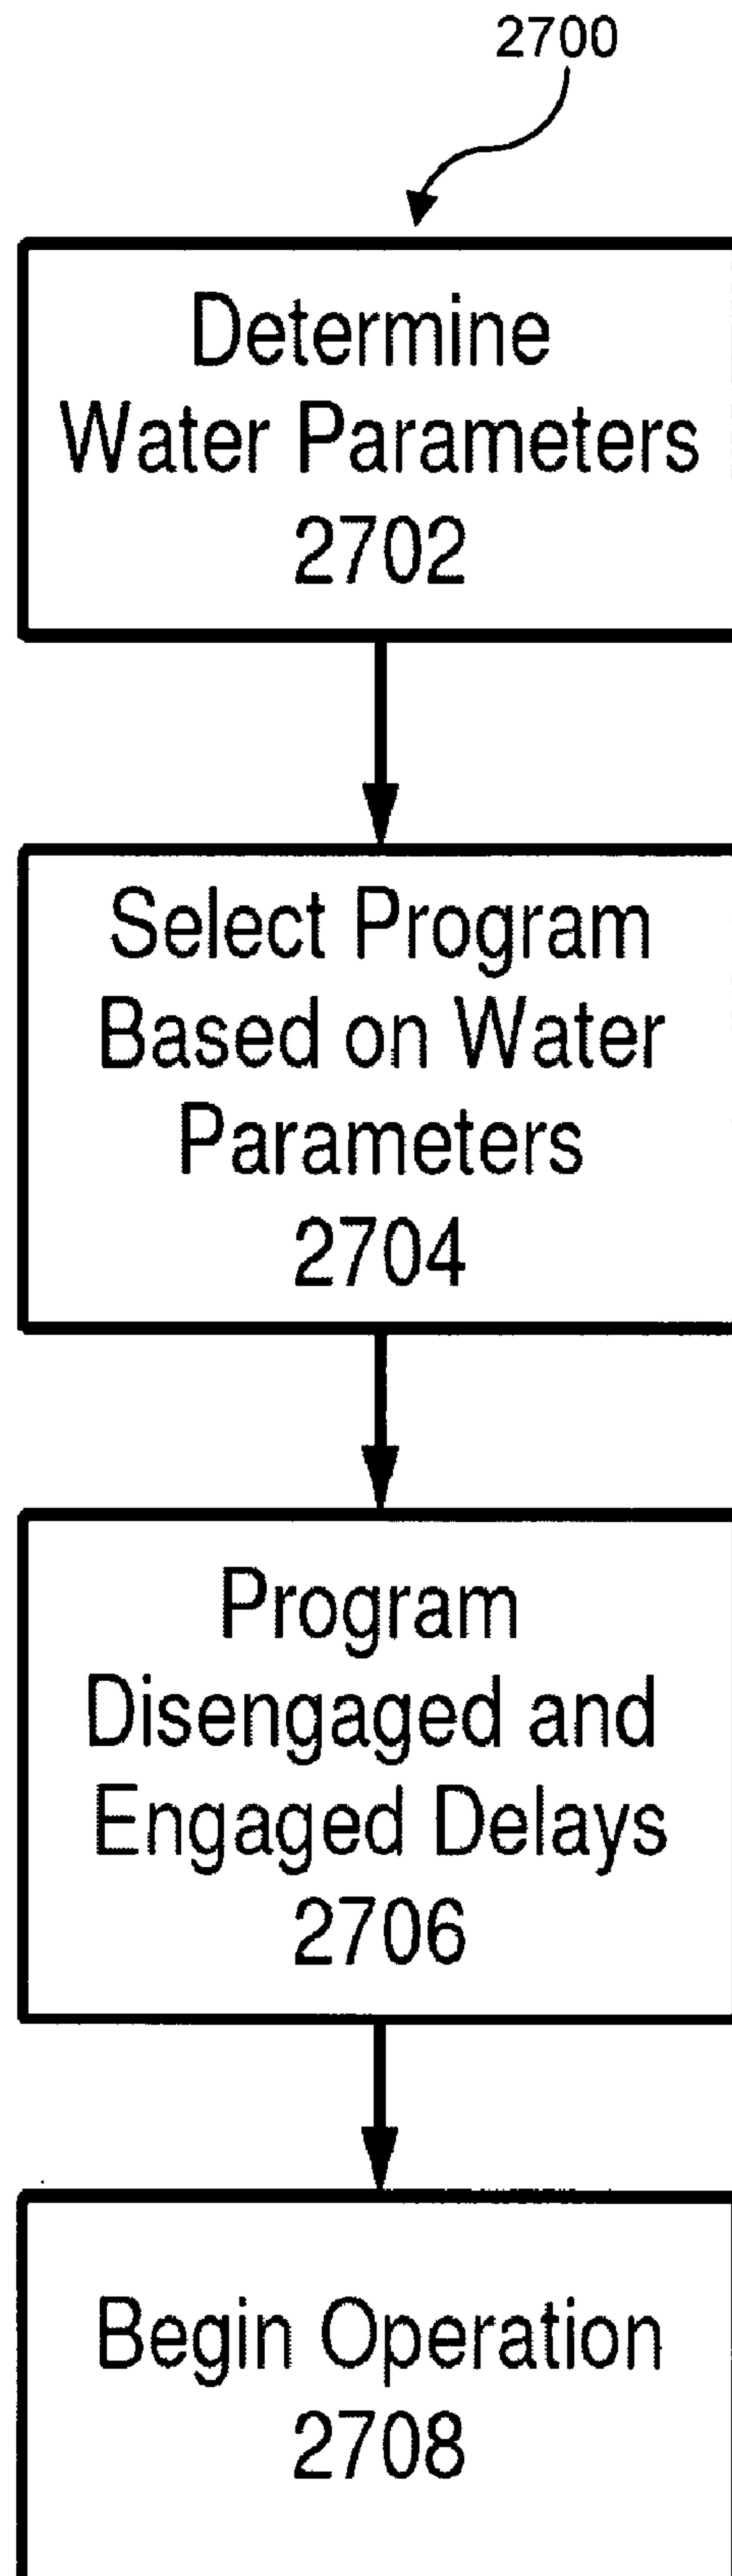 2700
Determine
Water Parameters
2702
Select Program
Based on Water
Parameters
2704
Program
Disengaged and
Engaged Delays
2706
Begin Operation
2708